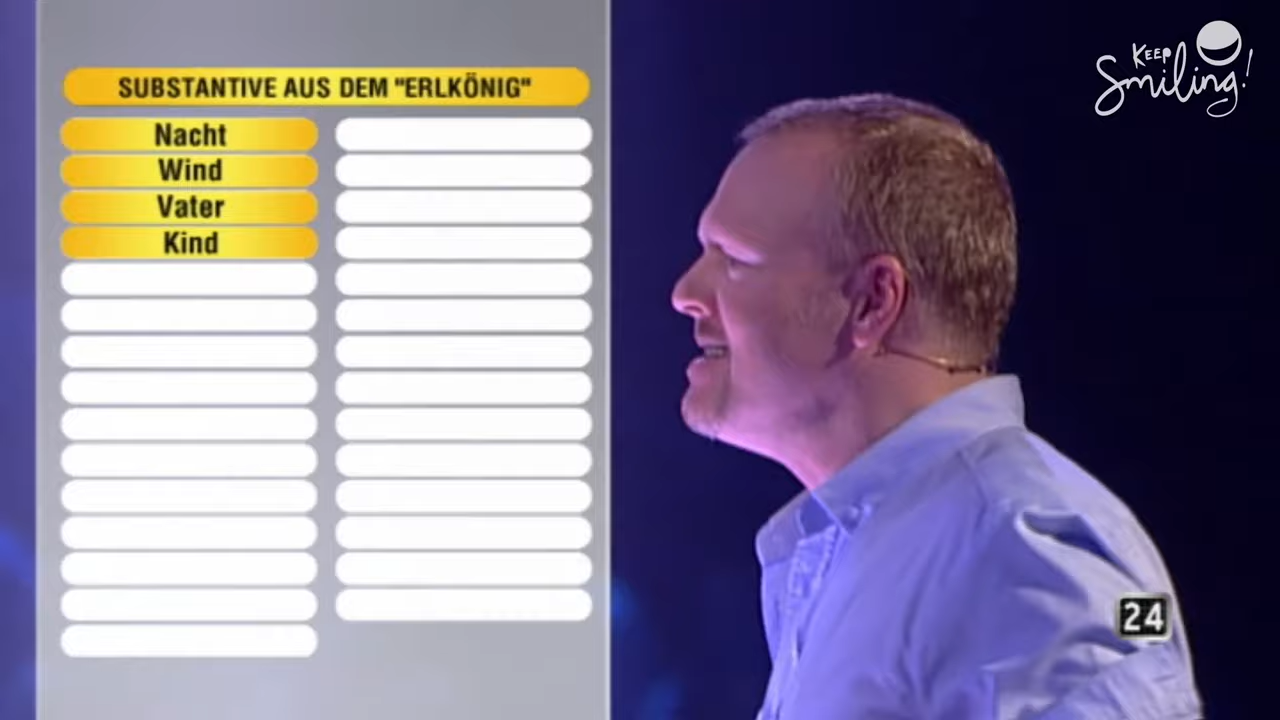 KEEP
Smiling!
SUBSTANTIVE AUS DEM "ERLKÖNIG"
Nacht
Wind
Vater
Kind
24